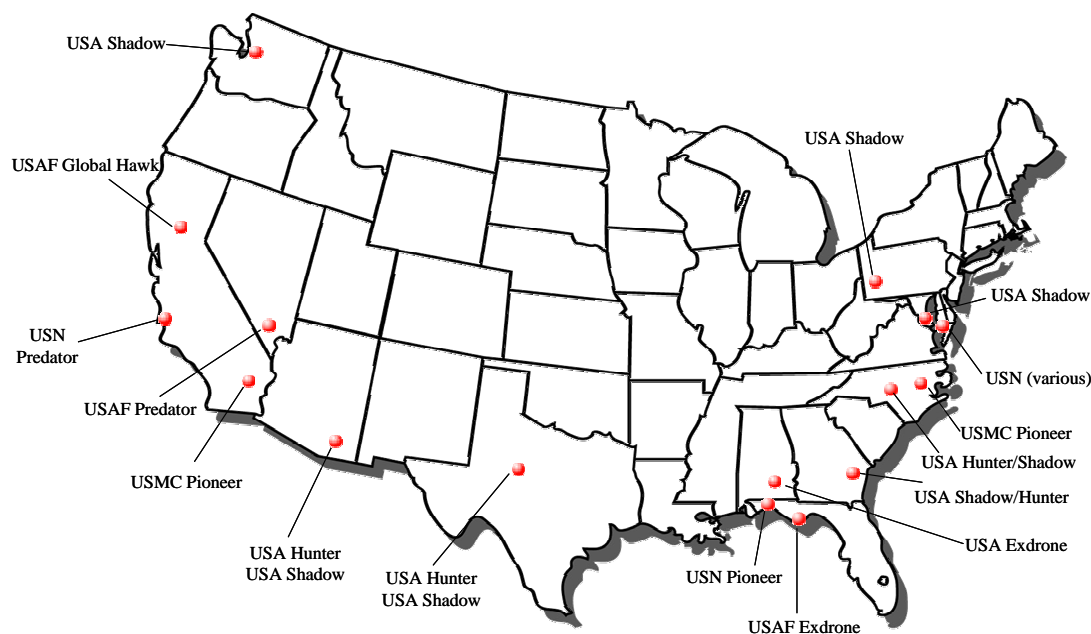 USA Shadow
USA Shadow
USAF Global Hawk
USA Shadow
USN
Predator
USN (various)
USAF Predator
USMC Pioneer
USA Hunter/Shadow
USMC Pioneer
USA Shadow/Hunter
USA Exdrone
USA Hunter
USA Shadow
USA Hunter
USA Shadow
USN Pioneer
USAF Exdrone